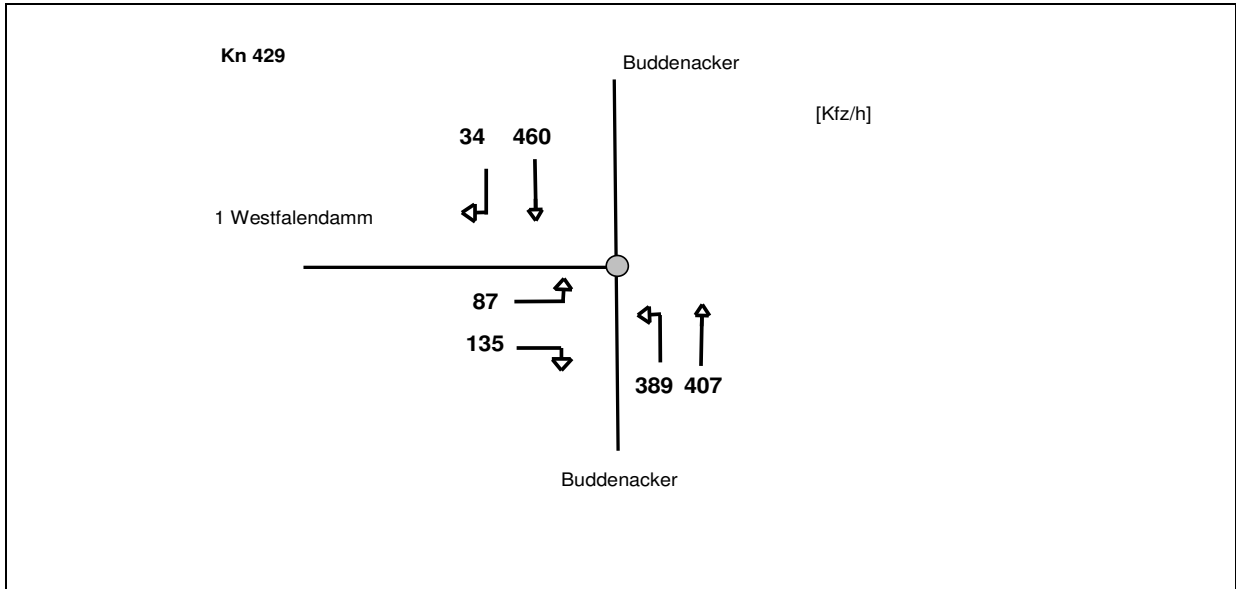 Kn 429
Buddenacker
[Kfz/h]
34 460
1 Westfalendamm
87
135
389 407
Buddenacker